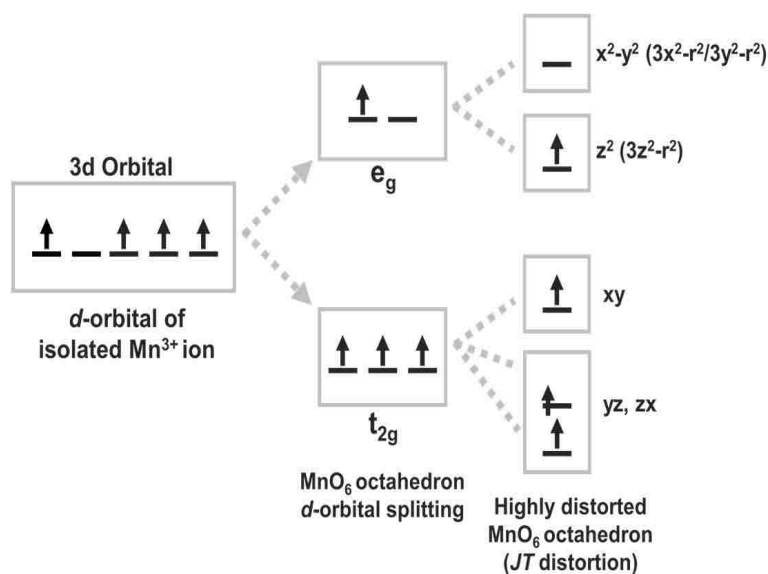 x²-y² (3x²-r²/3y²-r²)
z² (3z²-r²)
3d Orbital
e_g
d-orbital of
isolated Mn³⁺ ion
xy
yz, zx
t₂g
MnO₆ octahedron
d-orbital splitting
Highly distorted
MnO₆ octahedron
(JT distortion)